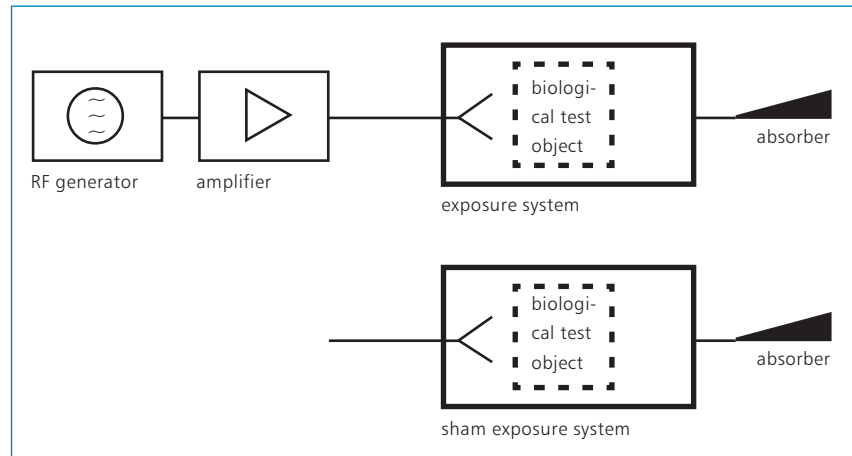 biologi-
cal test
object
absorber
RF generator
amplifier
exposure system
biologi-
cal test
object
absorber
sham exposure system